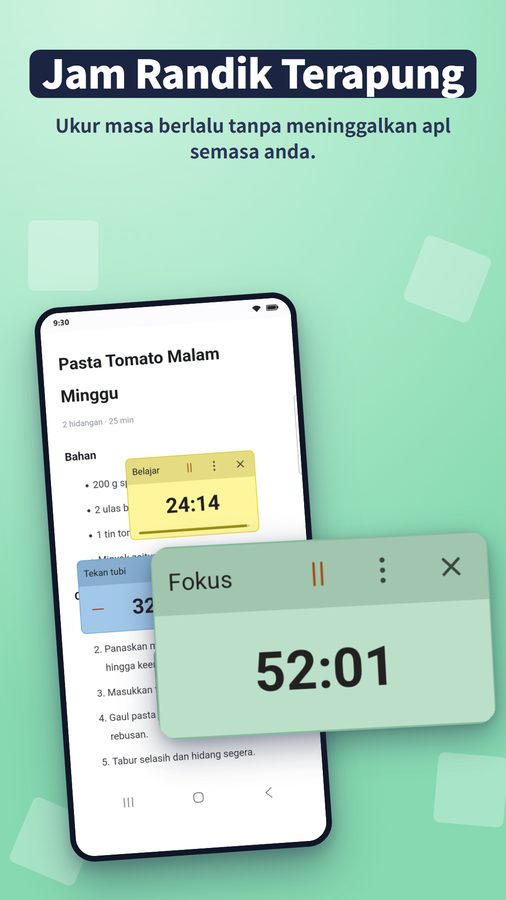 Jam Randik Terapung
Ukur masa berlalu tanpa meninggalkan apl
semasa anda.
9:30
Pasta Tomato Malam
Minggu
2 hidangan · 25 min
Bahan
• 200 g
• 2 ulas
• 1 tin
Belajar
24:14
Tekan tubi
32
Fokus
52:01
2. Panaskan
hingga
3. Masukkan
4. Gaul pasta
rebusan.
5. Tabur selasih dan hidang segera.